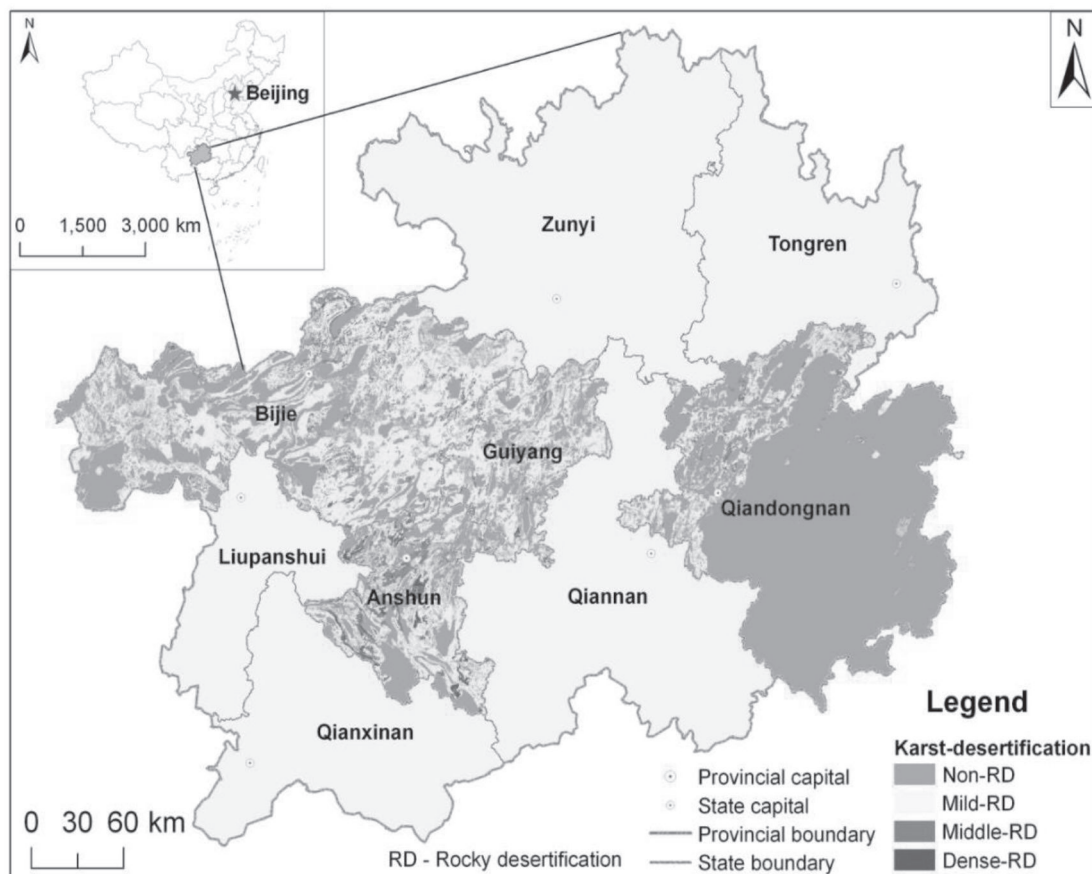 N
Beijing
0 1,500 3,000 km
N
Zunyi
Tongren
Bijie
Guiyang
Qiandongnan
Liupanshui
Anshun
Qiannan
Qianxinan
Legend
Karst-desertification
Non-RD
Mild-RD
Middle-RD
Dense-RD
Provincial capital
State capital
Provincial boundary
State boundary
0 30 60 km
RD - Rocky desertification